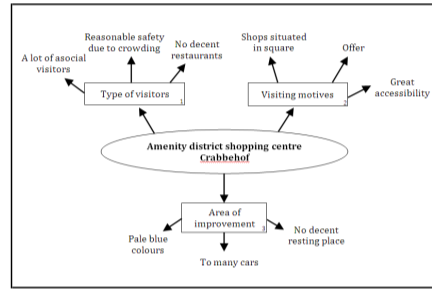 Reasonable safety
due to crowding
No decent
restaurants
A lot of asocial
visitors
Type of visitors
1
Shops situated
in square
Offer
Great
accessibility
Visiting motives
2
Amenity district shopping centre
Crabbehof
Area of
improvement
3
Pale blue
colours
To many cars
No decent
resting place